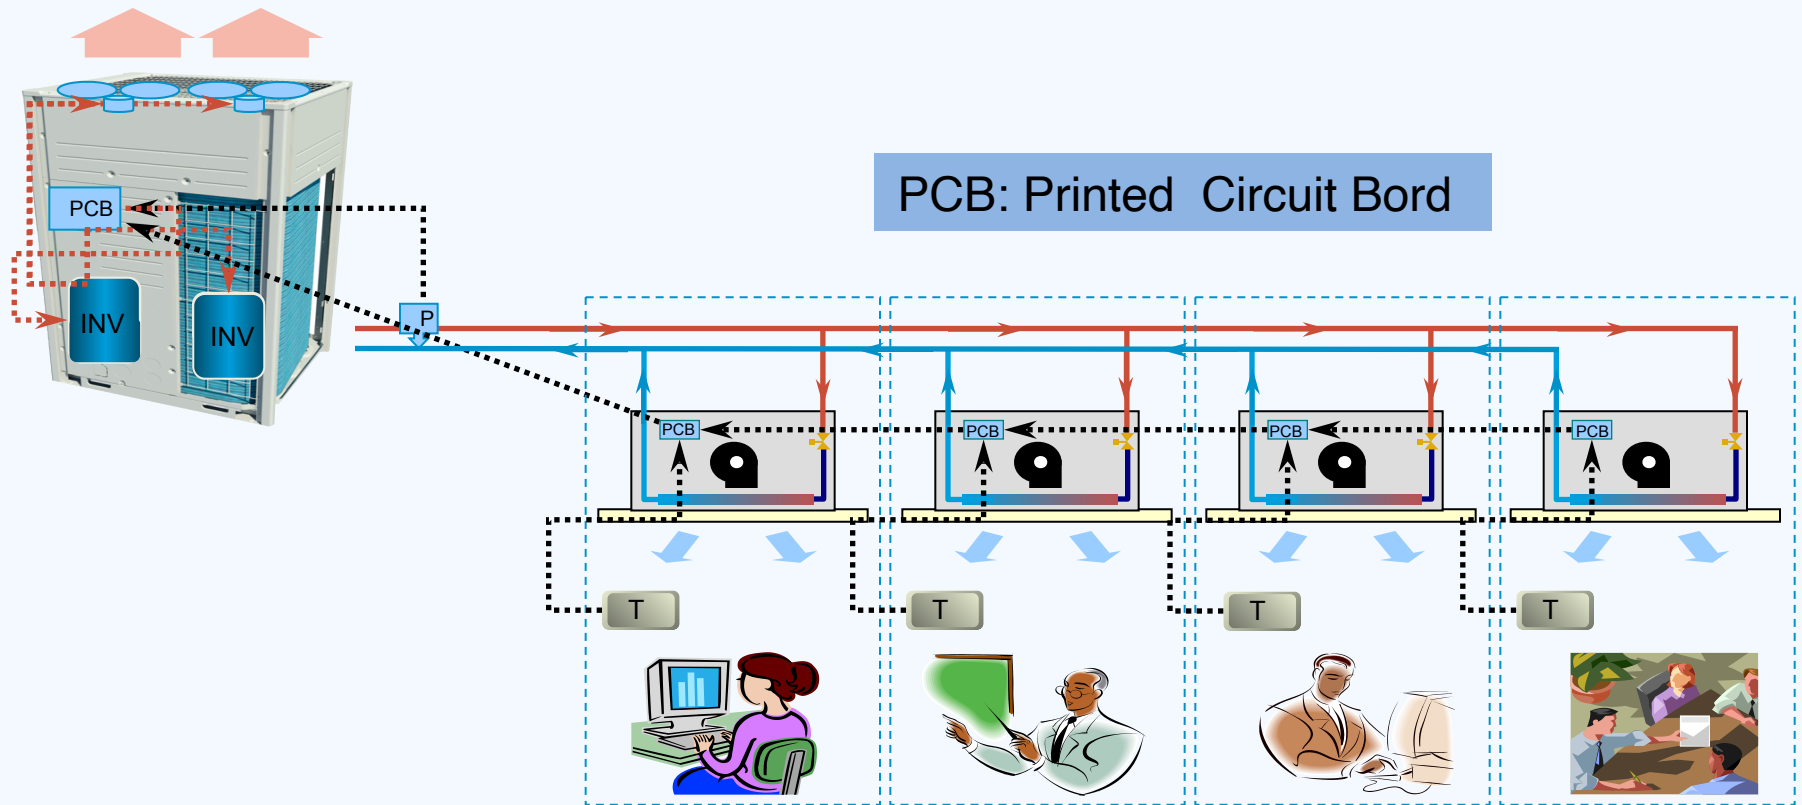 PCB: Printed Circuit Bord
PCB
INV
INV
P
PCB
PCB
PCB
PCB
T
T
T
T